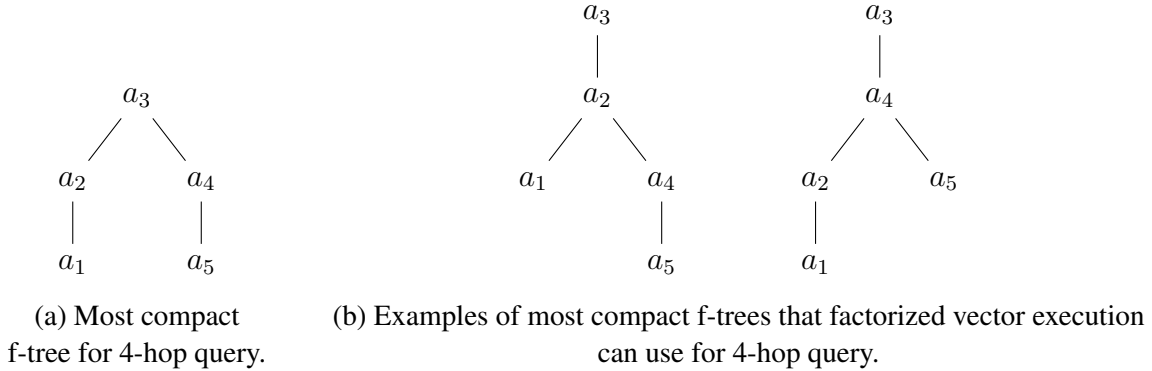 a₃
a₂ a₄
a₁ a₅
(a) Most compact
f-tree for 4-hop query.
a₃ a₃
a₂ a₄
a₁ a₄ a₂ a₅
a₅ a₁
(b) Examples of most compact f-trees that factorized vector execution
can use for 4-hop query.